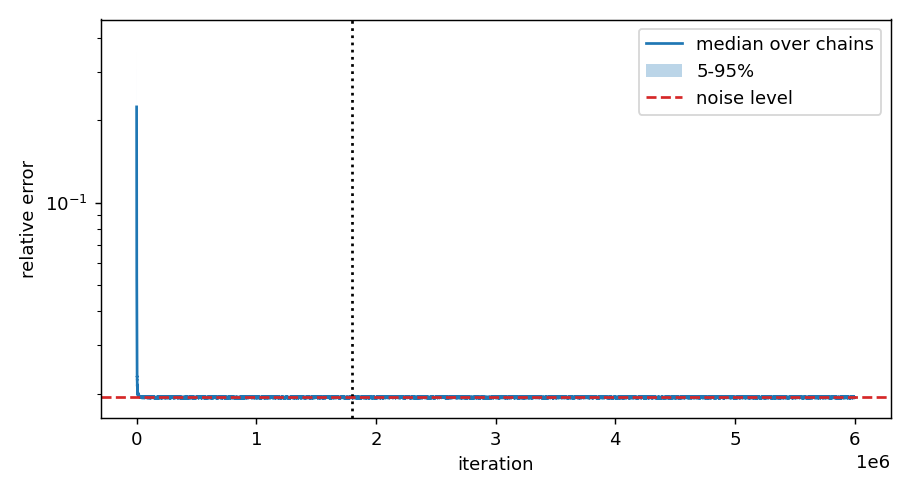 median over chains
5-95%
noise level
relative error
10⁻¹
0 1 2 3 4 5 6
1e6
iteration